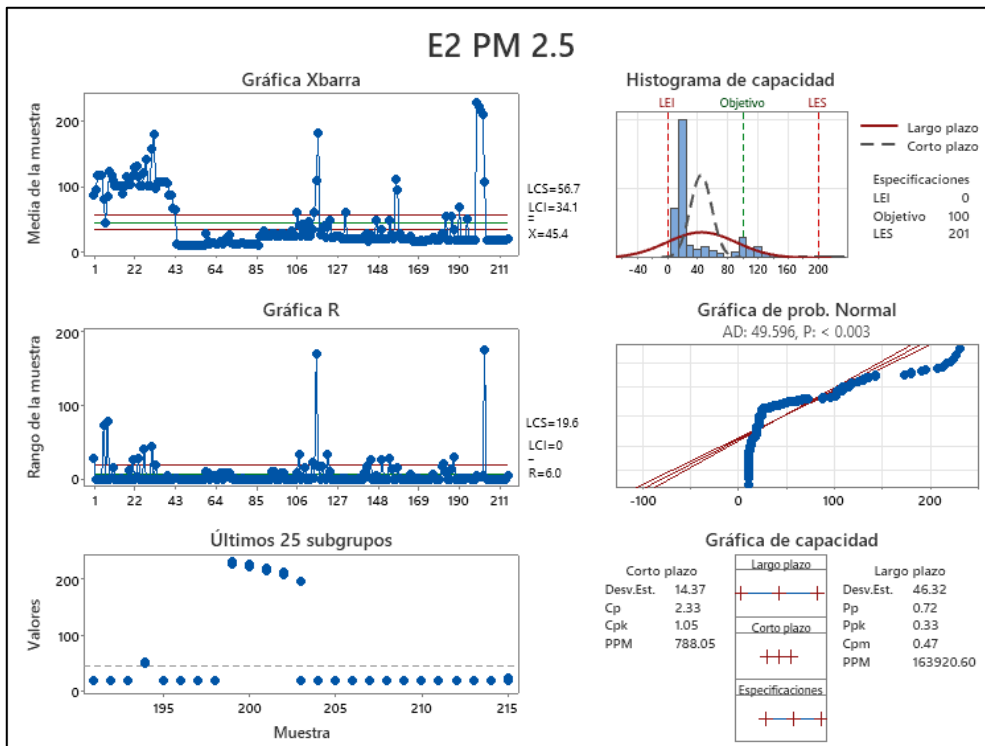 E2 PM 2.5
Gráfica Xbarra
Media de la muestra
200
100
0
1 22 43 64 85 106 127 148 169 190 211
LCS=56.7
LCI=34.1
=
X=45.4
Histograma de capacidad
LEI Objetivo LES
-40 0 40 80 120 160 200
Largo plazo
Corto plazo
Especificaciones
LEI 0
Objetivo 100
LES 201
Gráfica R
Rango de la muestra
200
100
0
1 22 43 64 85 106 127 148 169 190 211
LCS=19.6
LCI=0
–
R=6.0
Gráfica de prob. Normal
AD: 49.596, P: < 0.003
-100 0 100 200
Últimos 25 subgrupos
Valores
200
100
0
195 200 205 210 215
Muestra
Gráfica de capacidad
Corto plazo
Desv.Est. 14.37
Cp 2.33
Cpk 1.05
PPM 788.05
Largo plazo
Corto plazo
Especificaciones
Largo plazo
Desv.Est. 46.32
Pp 0.72
Ppk 0.33
Cpm 0.47
PPM 163920.60